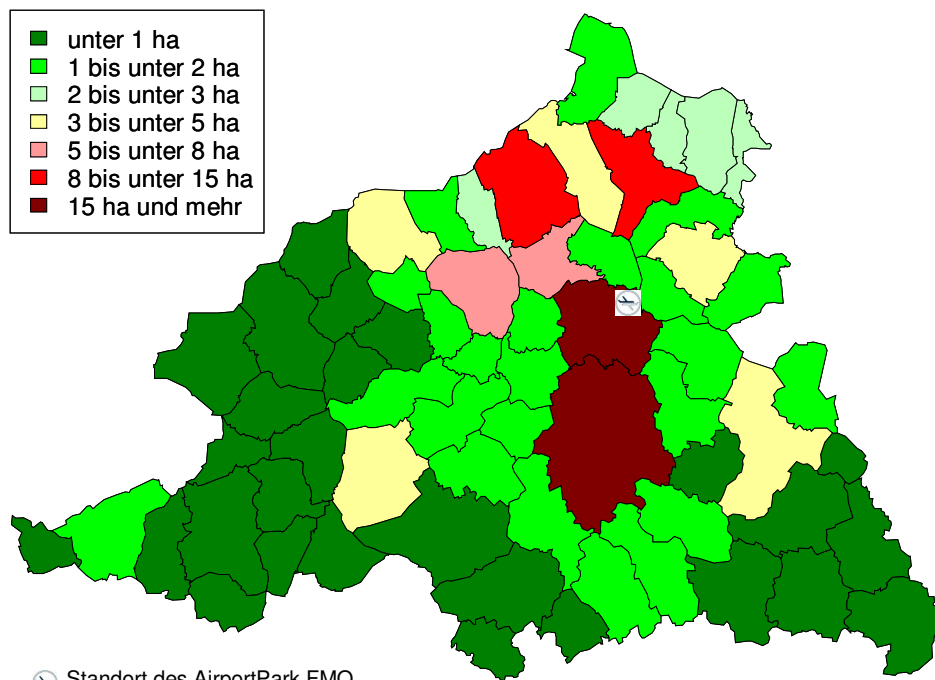 unter 1 ha
1 bis unter 2 ha
2 bis unter 3 ha
3 bis unter 5 ha
5 bis unter 8 ha
8 bis unter 15 ha
15 ha und mehr
Standort des AirportPark FMO